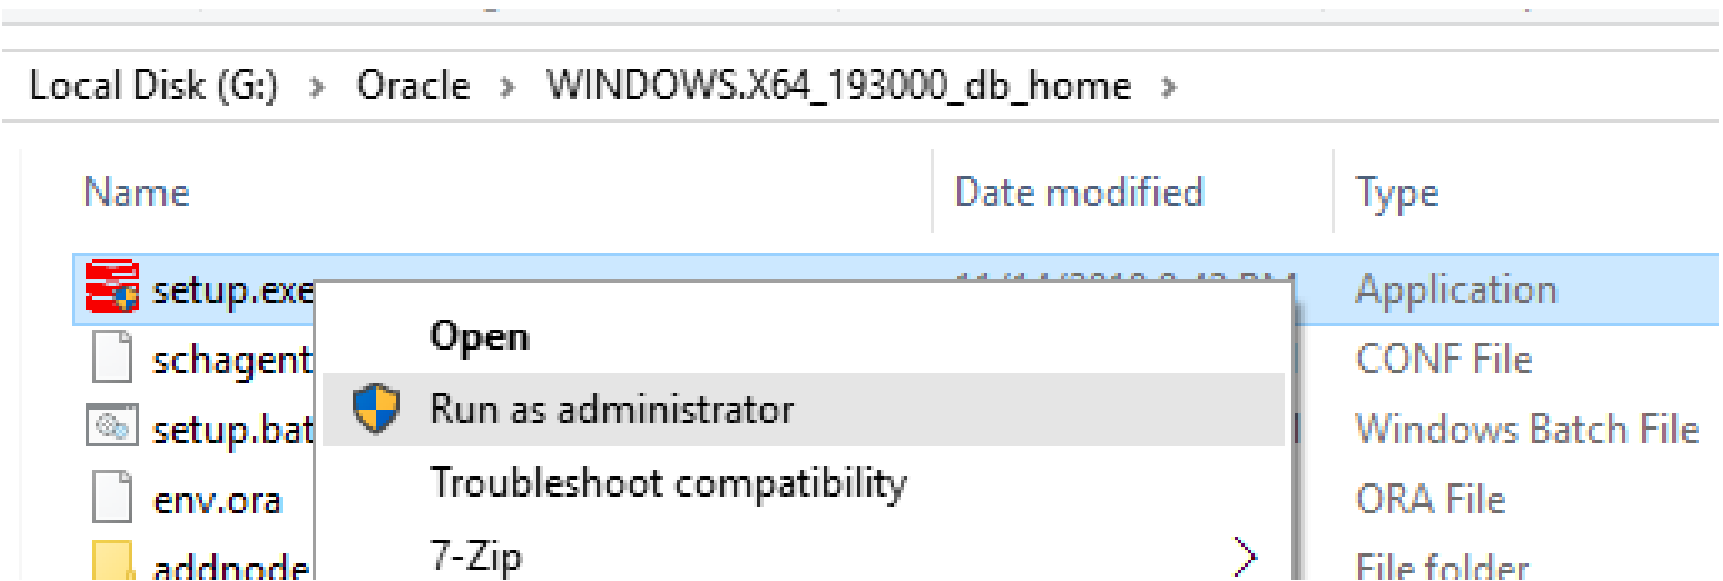 Local Disk (G:) > Oracle > WINDOWS.X64_193000_db_home >
Name Date modified Type
setup.exe Application
Open
schagent CONF File
Run as administrator
setup.bat Windows Batch File
Troubleshoot compatibility
env.ora ORA File
7-Zip >
addnode File folder